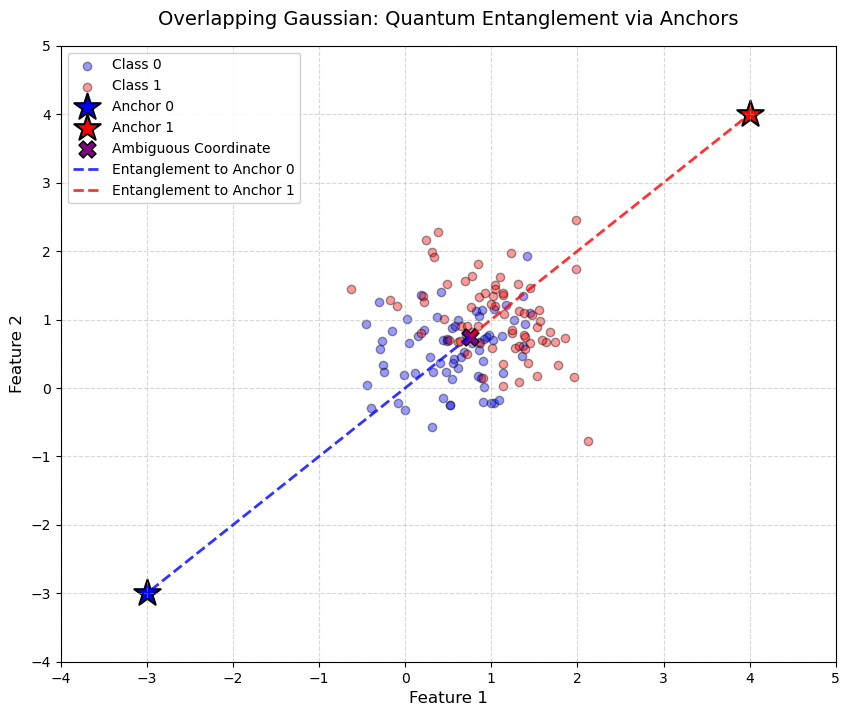 Overlapping Gaussian: Quantum Entanglement via Anchors
Class 0
Class 1
Anchor 0
Anchor 1
Ambiguous Coordinate
Entanglement to Anchor 0
Entanglement to Anchor 1
5
4
3
2
1
0
−1
−2
−3
−4
Feature 2
−4 −3 −2 −1 0 1 2 3 4 5
Feature 1